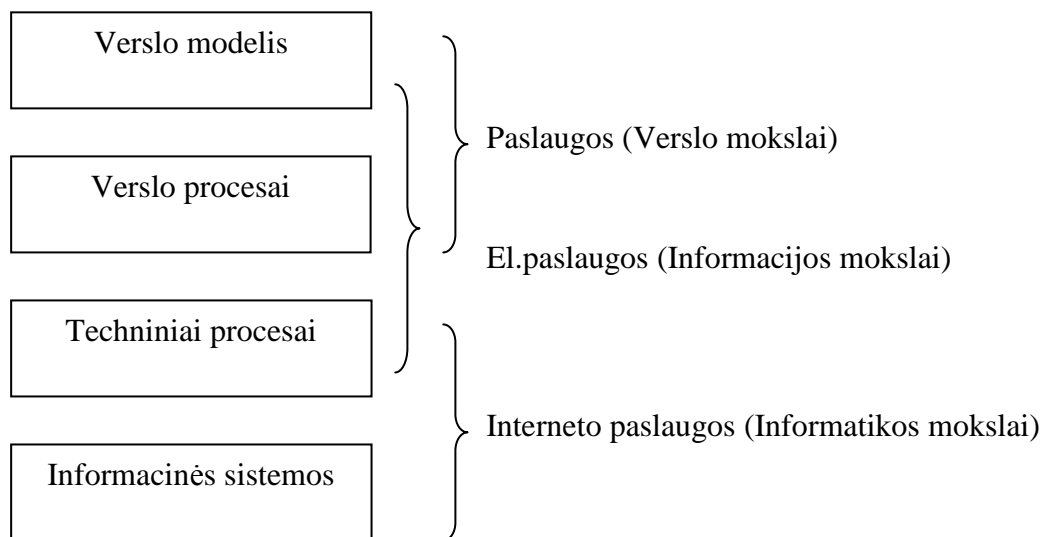 Verslo modelis
Paslaugos (Verslo mokslai)
Verslo procesai
El.paslaugos (Informacijos mokslai)
Techniniai procesai
Interneto paslaugos (Informatikos mokslai)
Informacinės sistemos